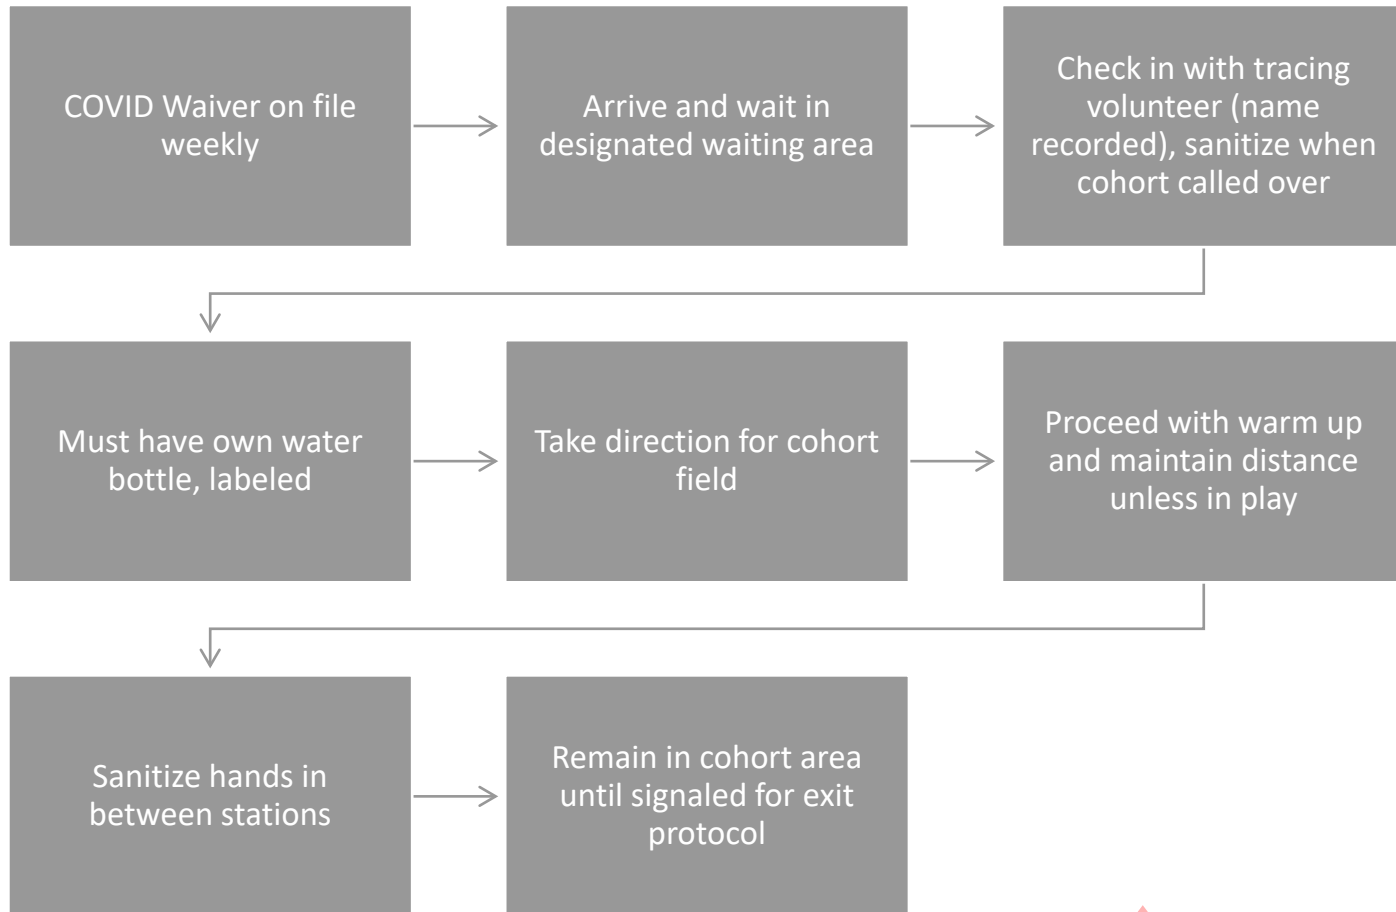 COVID Waiver on file
weekly
Arrive and wait in
designated waiting area
Check in with tracing
volunteer (name
recorded), sanitize when
cohort called over
Must have own water
bottle, labeled
Take direction for cohort
field
Proceed with warm up
and maintain distance
unless in play
Sanitize hands in
between stations
Remain in cohort area
until signaled for exit
protocol